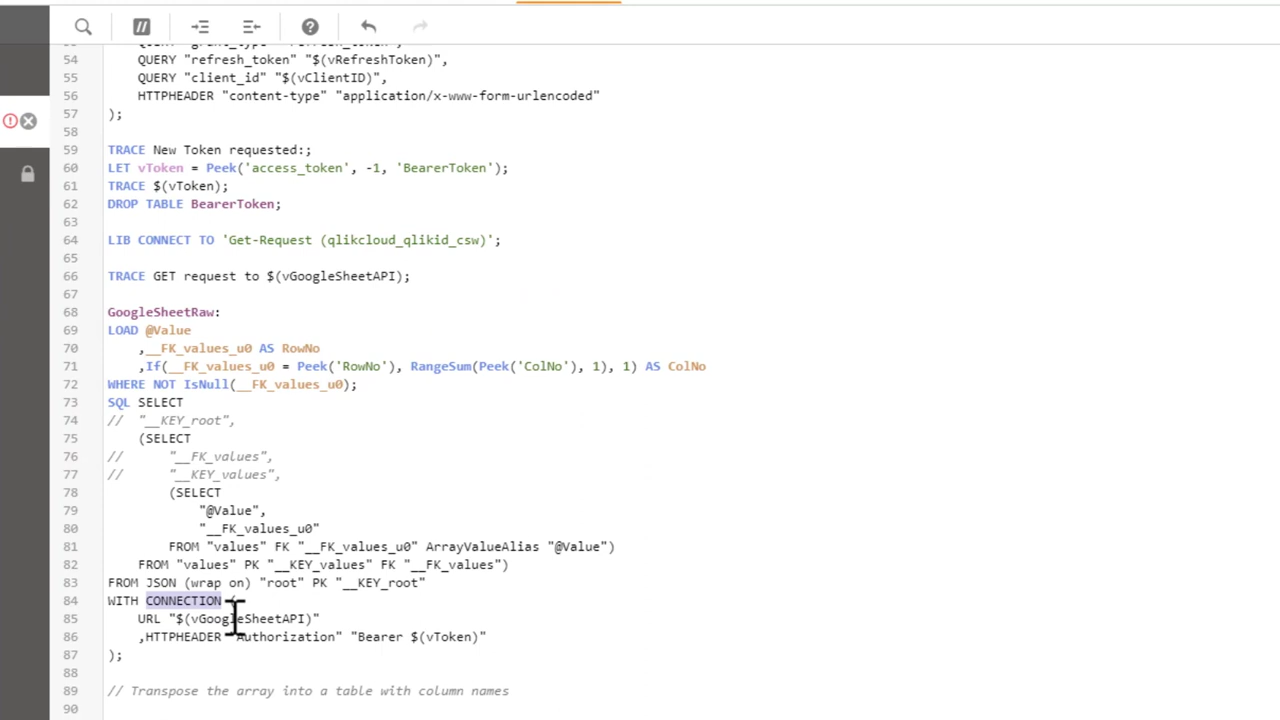 53 QUERY "grant_type" "refresh_token",
54 QUERY "refresh_token" "$(vRefreshToken)",
55 QUERY "client_id" "$(vClientID)",
56 HTTPHEADER "content-type" "application/x-www-form-urlencoded"
57 );
58
59 TRACE New Token requested:;
60 LET vToken = Peek('access_token', -1, 'BearerToken');
61 TRACE $(vToken);
62 DROP TABLE BearerToken;
63
64 LIB CONNECT TO 'Get-Request (qlikcloud_qlikid_csw)';
65
66 TRACE GET request to $(vGoogleSheetAPI);
67
68 GoogleSheetRaw:
69 LOAD @Value
70 ,__FK_values_u0 AS RowNo
71 ,If(__FK_values_u0 = Peek('RowNo'), RangeSum(Peek('ColNo'), 1), 1) AS ColNo
72 WHERE NOT IsNull(__FK_values_u0);
73 SQL SELECT
74 // "__KEY_root",
75 (SELECT
76 // "__FK_values",
77 // "__KEY_values",
78 (SELECT
79 "@Value",
80 "__FK_values_u0"
81 FROM "values" FK "__FK_values_u0" ArrayValueAlias "@Value")
82 FROM "values" PK "__KEY_values" FK "__FK_values")
83 FROM JSON (wrap on) "root" PK "__KEY_root"
84 WITH CONNECTION (
85 URL "$(vGoogleSheetAPI)"
86 ,HTTPHEADER "Authorization" "Bearer $(vToken)"
87 );
88
89 // Transpose the array into a table with column names
90